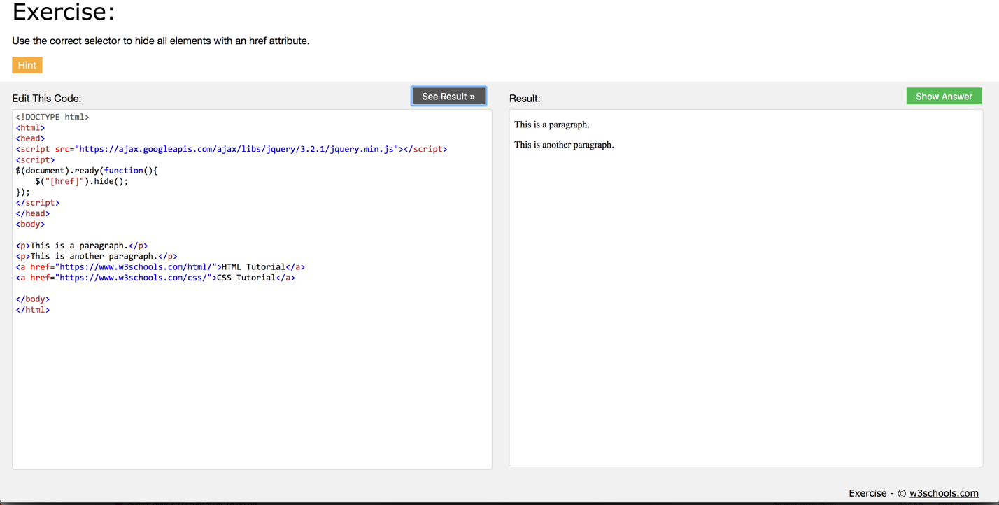 Exercise:
Use the correct selector to hide all elements with an href attribute.
Hint
Edit This Code:
See Result »
<!DOCTYPE html>
<html>
<head>
<script src="https://ajax.googleapis.com/ajax/libs/jquery/3.2.1/jquery.min.js"></script>
<script>
$(document).ready(function(){
    $("[href]").hide();
});
</script>
</head>
<body>
<p>This is a paragraph.</p>
<p>This is another paragraph.</p>
<a href="https://www.w3schools.com/html/">HTML Tutorial</a>
<a href="https://www.w3schools.com/css/">CSS Tutorial</a>
</body>
</html>
Result:
Show Answer
This is a paragraph.
This is another paragraph.
Exercise - © w3schools.com